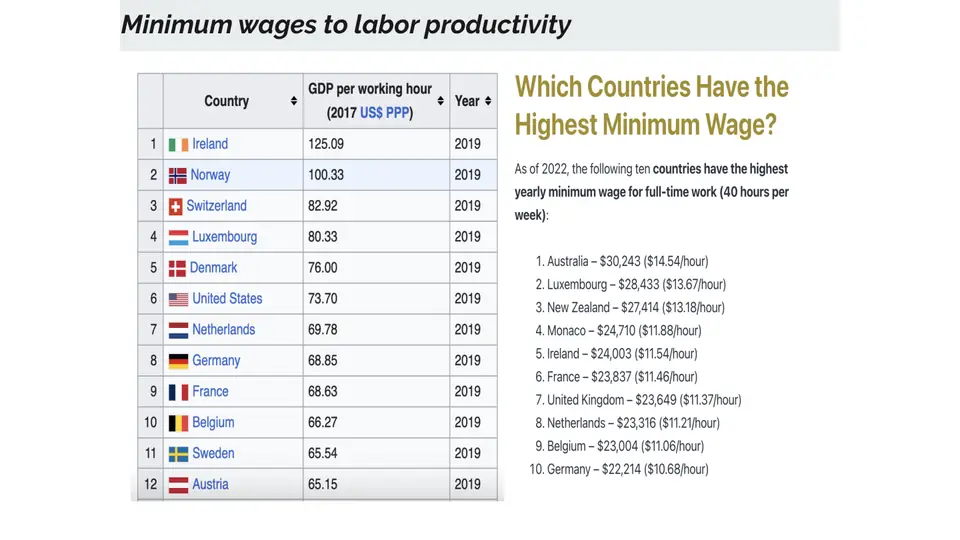 Minimum wages to labor productivity
Country GDP per working hour (2017 US$ PPP) Year
1 Ireland 125.09 2019
2 Norway 100.33 2019
3 Switzerland 82.92 2019
4 Luxembourg 80.33 2019
5 Denmark 76.00 2019
6 United States 73.70 2019
7 Netherlands 69.78 2019
8 Germany 68.85 2019
9 France 68.63 2019
10 Belgium 66.27 2019
11 Sweden 65.54 2019
12 Austria 65.15 2019
Which Countries Have the
Highest Minimum Wage?
As of 2022, the following ten countries have the highest
yearly minimum wage for full-time work (40 hours per
week):
1. Australia – $30,243 ($14.54/hour)
2. Luxembourg – $28,433 ($13.67/hour)
3. New Zealand – $27,414 ($13.18/hour)
4. Monaco – $24,710 ($11.88/hour)
5. Ireland – $24,003 ($11.54/hour)
6. France – $23,837 ($11.46/hour)
7. United Kingdom – $23,649 ($11.37/hour)
8. Netherlands – $23,316 ($11.21/hour)
9. Belgium – $23,004 ($11.06/hour)
10. Germany – $22,214 ($10.68/hour)